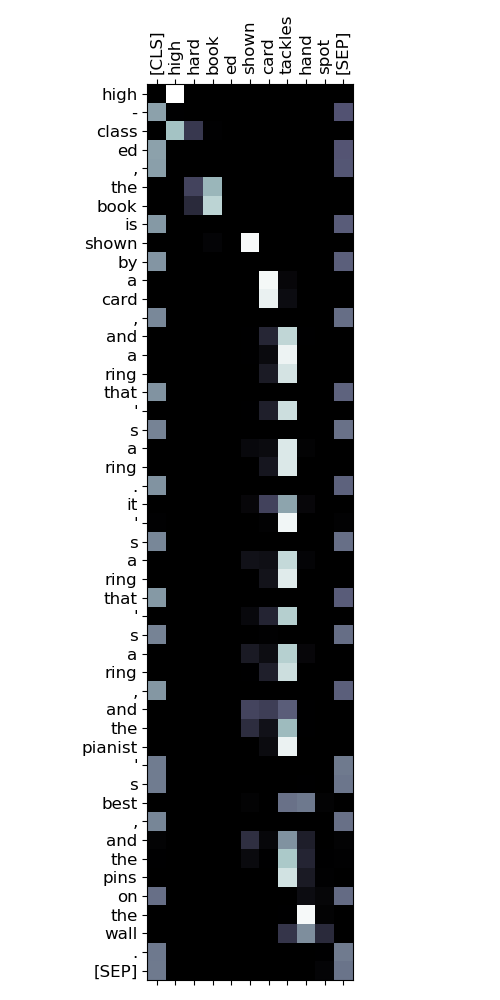 [CLS] high hard book ed shown card tackles hand spot [SEP]
high
-
class
ed
,
the
book
is
shown
by
a
card
,
and
a
ring
that
'
s
a
ring
.
it
'
s
a
ring
that
'
s
a
ring
,
and
the
pianist
'
s
best
,
and
the
pins
on
the
wall
.
[SEP]